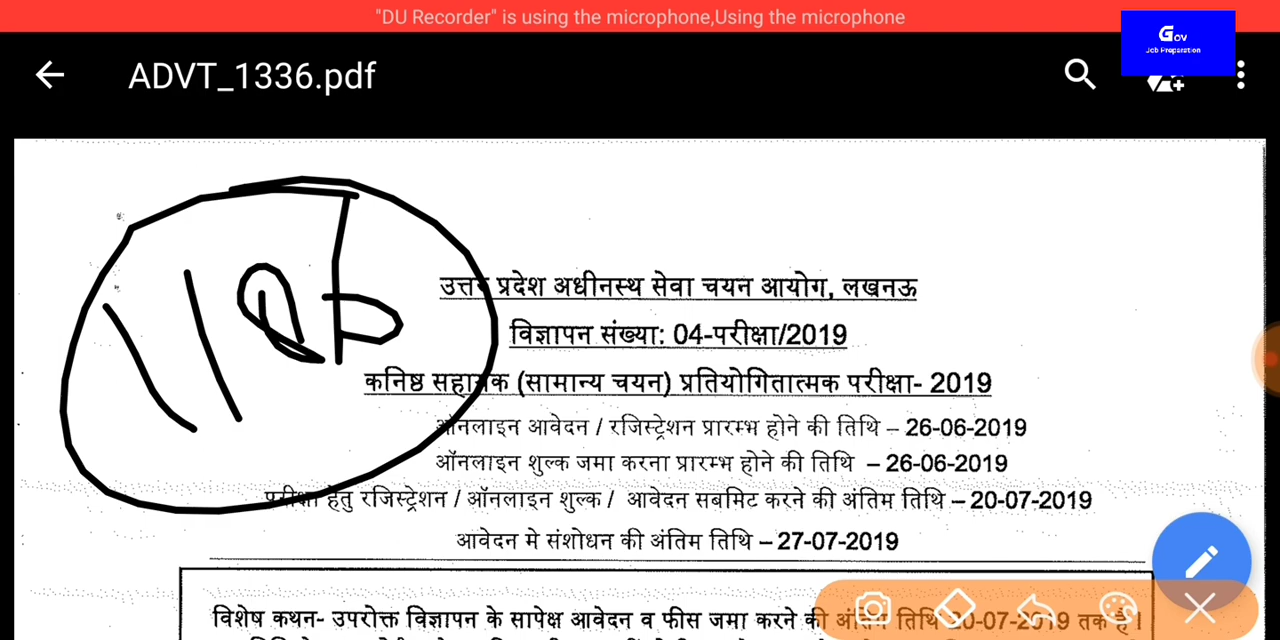 "DU Recorder" is using the microphone,Using the microphone
Gov
Job Preparation
ADVT_1336.pdf
उत्तर प्रदेश अधीनस्थ सेवा चयन आयोग, लखनऊ
विज्ञापन संख्या: 04-परीक्षा/2019
कनिष्ठ सहायक (सामान्य चयन) प्रतियोगितात्मक परीक्षा- 2019
ऑनलाइन आवेदन / रजिस्ट्रेशन प्रारम्भ होने की तिथि – 26-06-2019
ऑनलाइन शुल्क जमा करना प्रारम्भ होने की तिथि – 26-06-2019
परीक्षा हेतु रजिस्ट्रेशन / ऑनलाइन शुल्क / आवेदन सबमिट करने की अंतिम तिथि – 20-07-2019
आवेदन मे संशोधन की अंतिम तिथि – 27-07-2019
विशेष कथन- उपरोक्त विज्ञापन के सापेक्ष आवेदन व फीस जमा करने की अंतिम तिथि 20-07-2019 तक है।